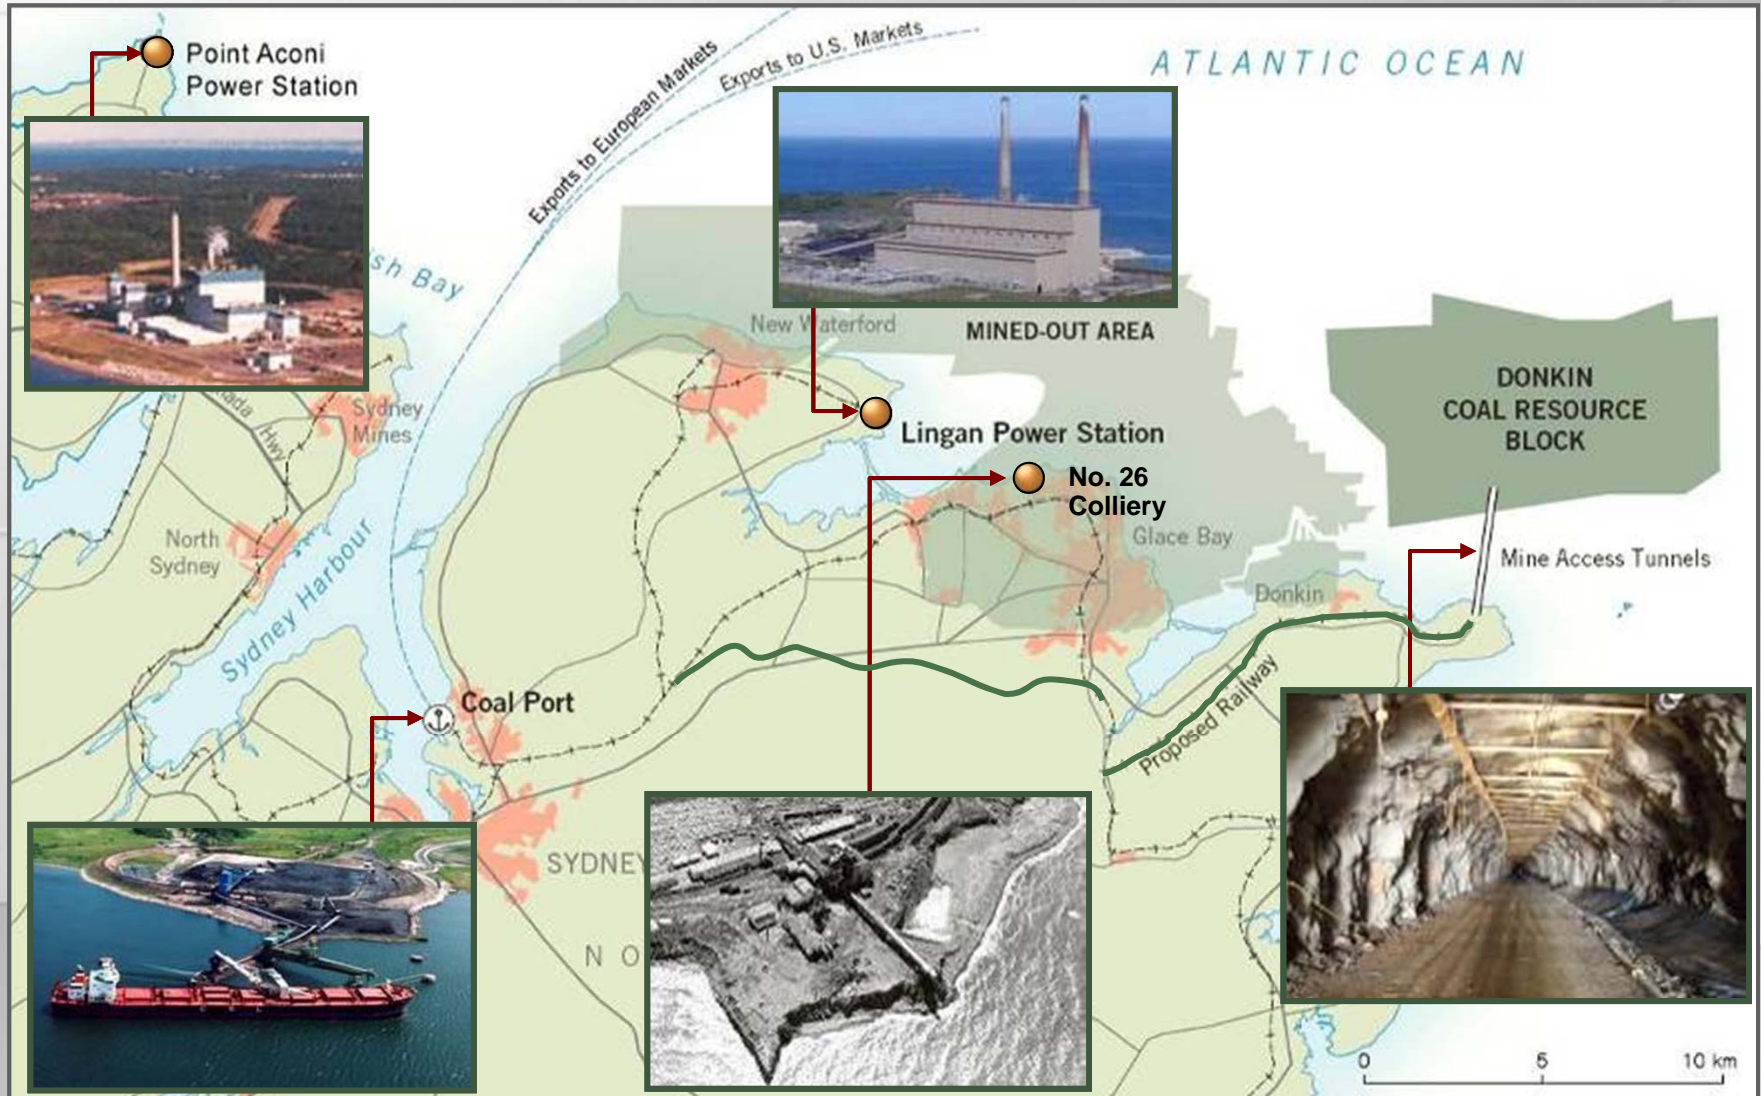 Point Aconi
Power Station
Exports to European Markets
Exports to U.S. Markets
ATLANTIC OCEAN
Bay
New Waterford
MINED-OUT AREA
DONKIN
COAL RESOURCE
BLOCK
Sydney
Mines
Hwy
Lingan Power Station
No. 26
Colliery
Glace Bay
North
Sydney
Sydney Harbour
Mine Access Tunnels
Donkin
Coal Port
Proposed Railway
SYDNEY
N O
0 5 10 km